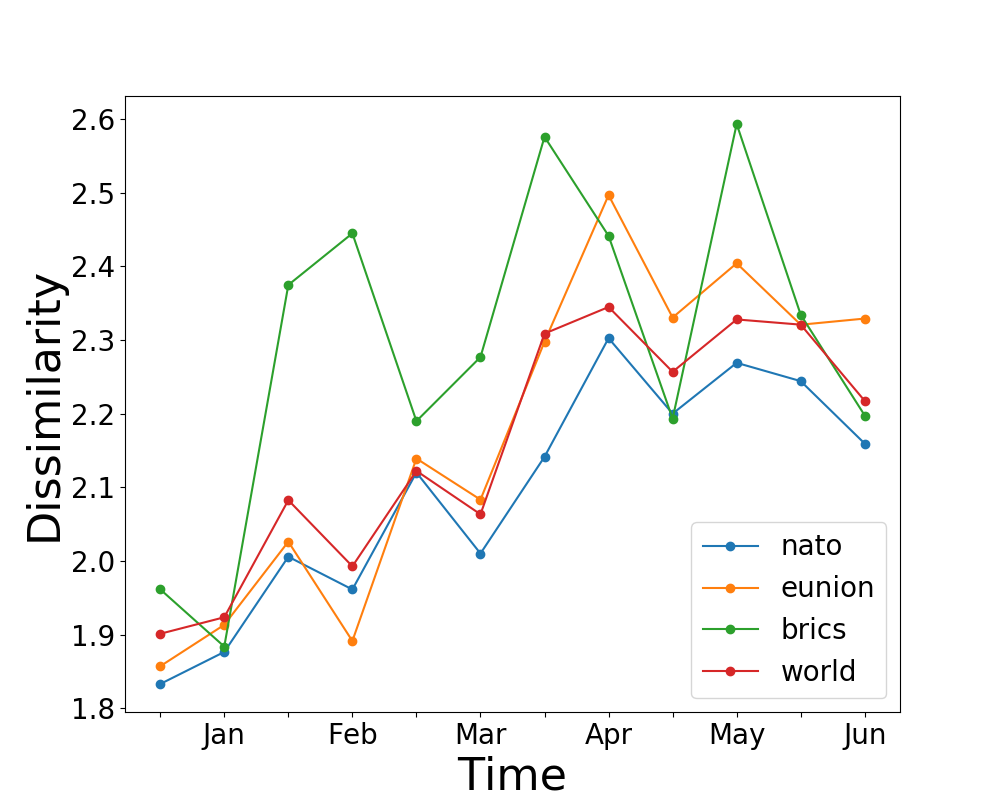 Dissimilarity
2.6
2.5
2.4
2.3
2.2
2.1
2.0
1.9
1.8
nato
eunion
brics
world
Jan Feb Mar Apr May Jun
Time